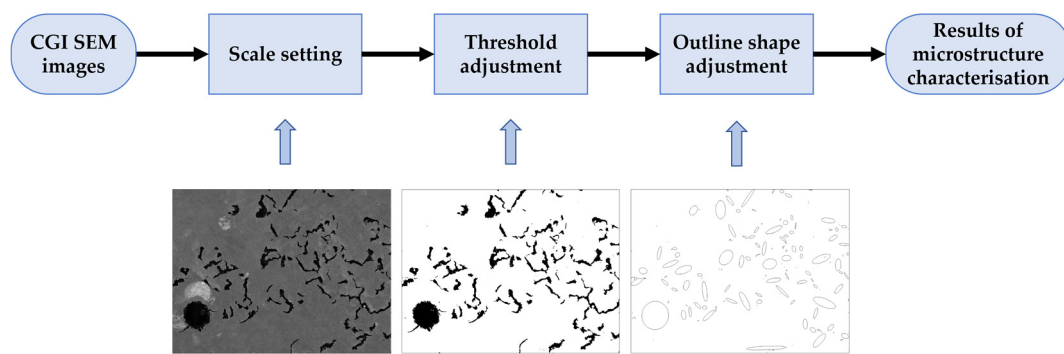 CGI SEM
images
Scale setting
Threshold
adjustment
Outline shape
adjustment
Results of
microstructure
characterisation